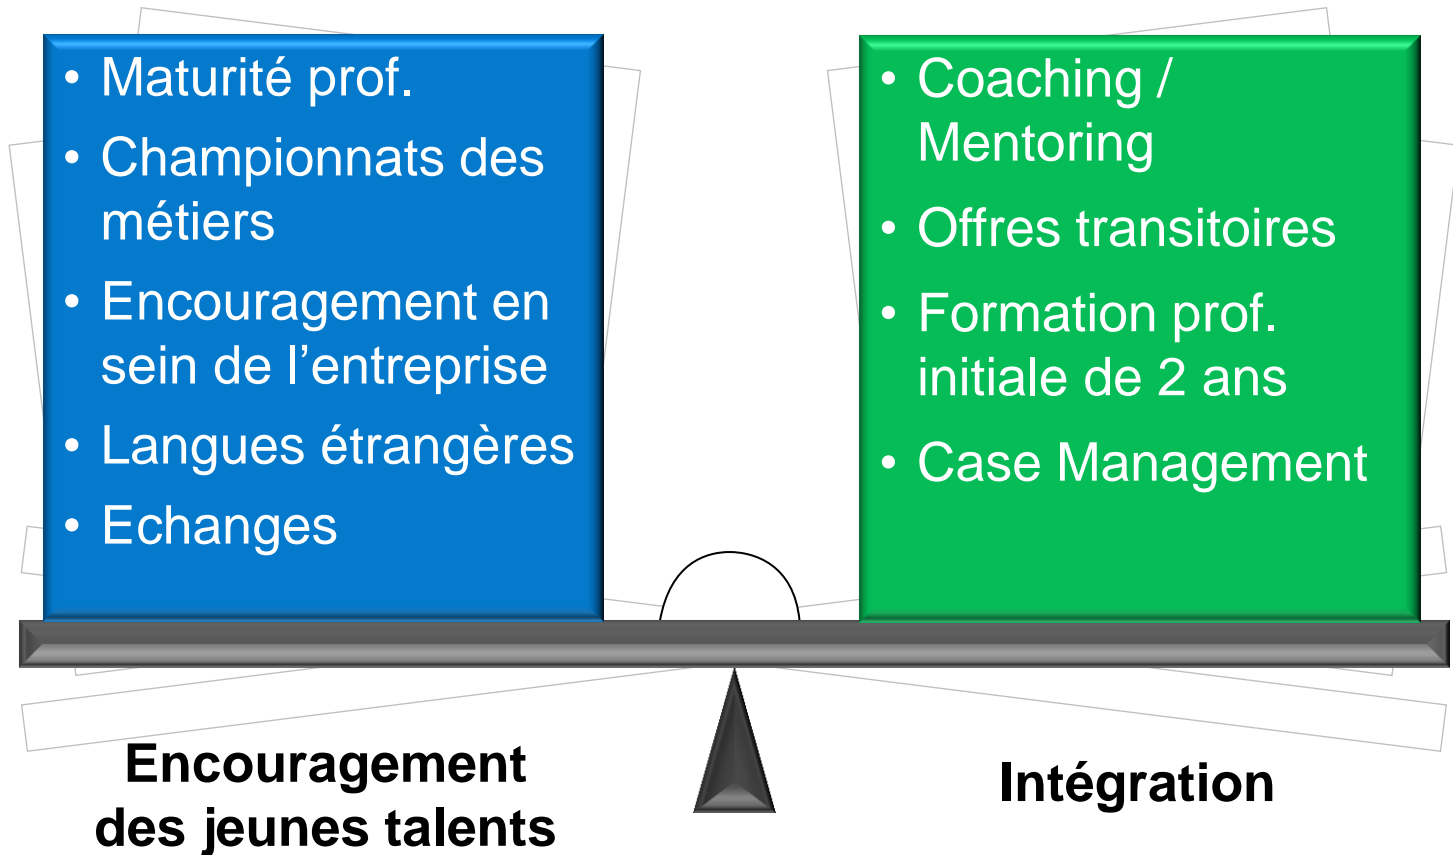 • Maturité prof.
• Championnats des
métiers
• Encouragement en
sein de l’entreprise
• Langues étrangères
• Echanges
• Coaching /
Mentoring
• Offres transitoires
• Formation prof.
initiale de 2 ans
• Case Management
Encouragement
des jeunes talents
Intégration